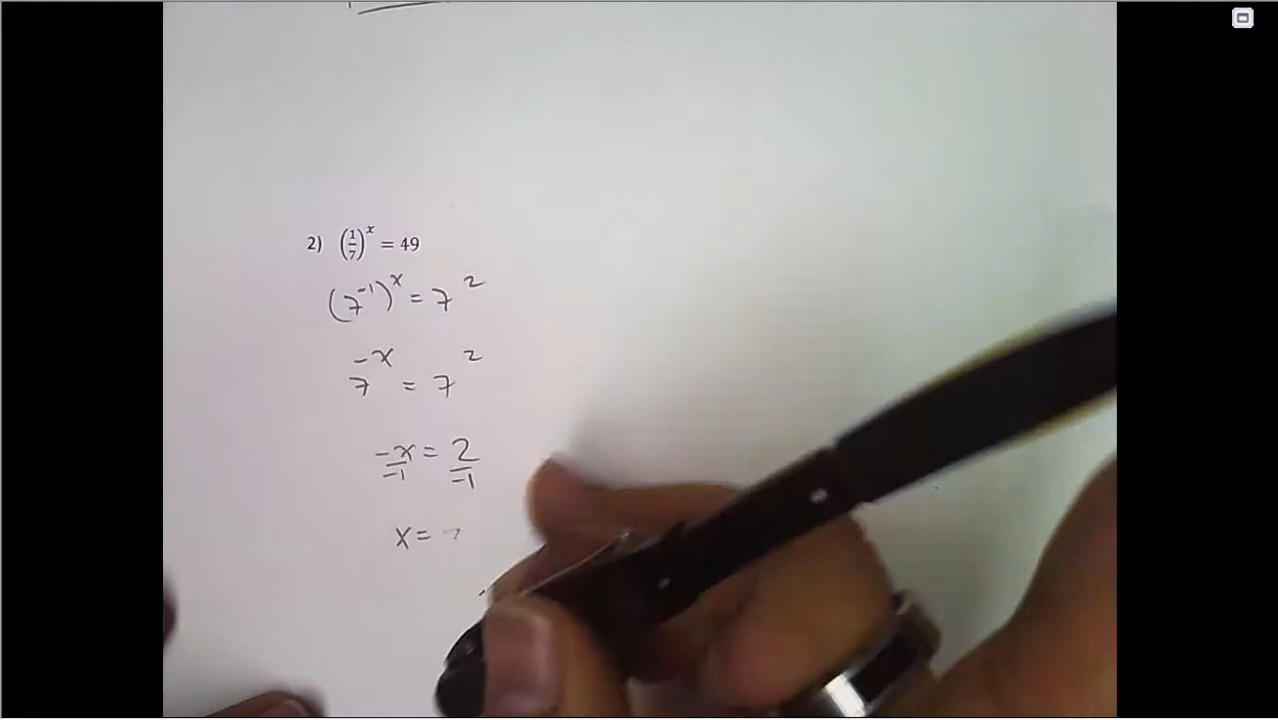 2) (1/7)^x = 49
(7^-1)^x = 7^2
7^-x = 7^2
-x/-1 = 2/-1
x = -